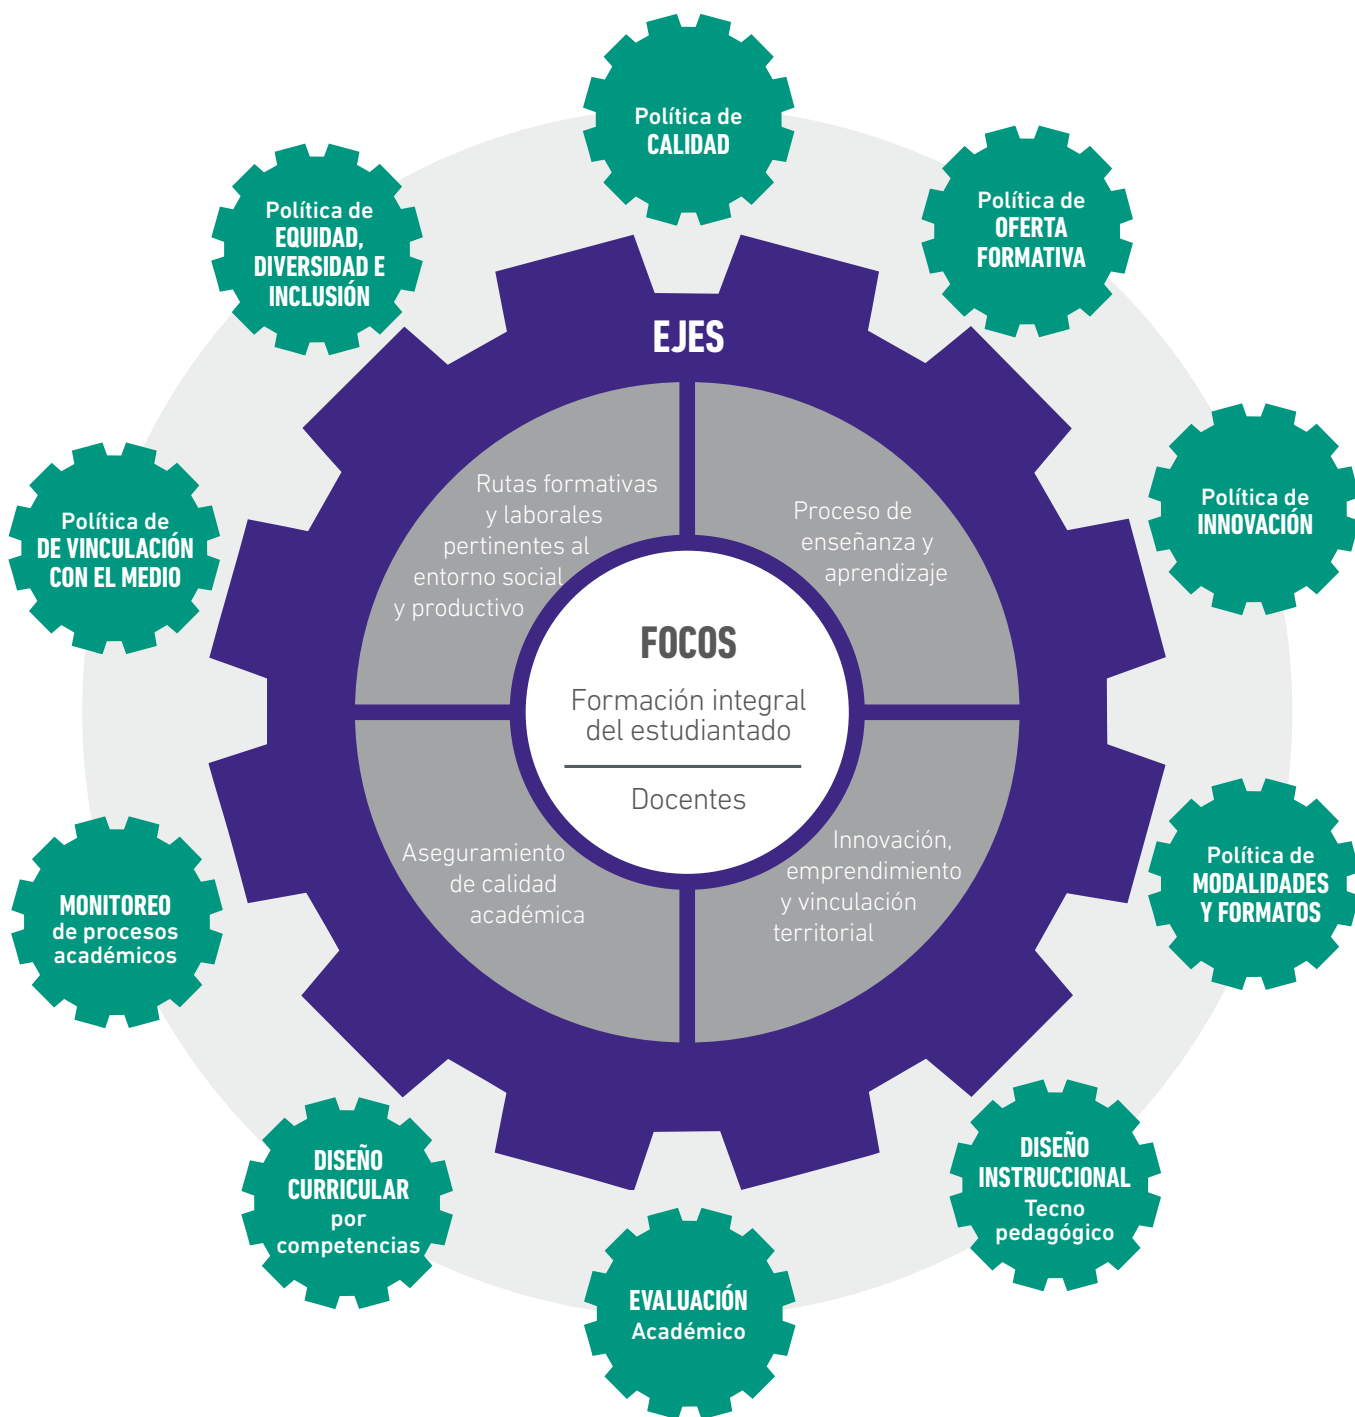 Política de
CALIDAD
Política de
OFERTA
FORMATIVA
Política de
INNOVACIÓN
Política de
MODALIDADES
Y FORMATOS
DISEÑO
INSTRUCCIONAL
Tecno
pedagógico
EVALUACIÓN
Académico
DISEÑO
CURRICULAR
por
competencias
MONITOREO
de procesos
académicos
Política de
DE VINCULACIÓN
CON EL MEDIO
Política de
EQUIDAD,
DIVERSIDAD E
INCLUSIÓN
EJES
Rutas formativas
y laborales
pertinentes al
entorno social
y productivo
Proceso de
enseñanza y
aprendizaje
Innovación,
emprendimiento
y vinculación
territorial
Aseguramiento
de calidad
académica
FOCOS
Formación integral
del estudiantado
Docentes